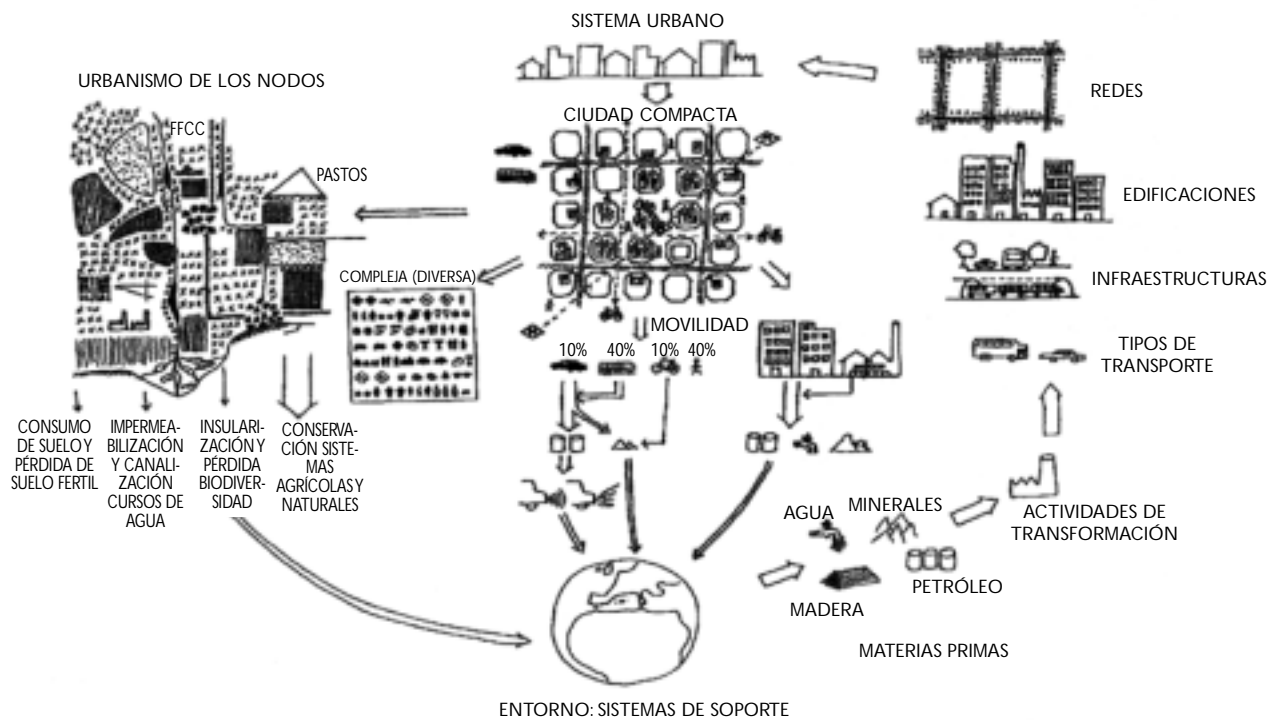 SISTEMA URBANO
URBANISMO DE LOS NODOS
REDES
CIUDAD COMPACTA
FFCC
PASTOS
EDIFICACIONES
COMPLEJA (DIVERSA)
INFRAESTRUCTURAS
MOVILIDAD
10% 40% 10% 40%
TIPOS DE
TRANSPORTE
CONSUMO
DE SUELO Y
PÉRDIDA DE
SUELO FERTIL
IMPERMEA-
BILIZACIÓN
Y CANALI-
ZACIÓN
CURSOS DE
AGUA
INSULARI-
ZACIÓN Y
PÉRDIDA
BIODIVER-
SIDAD
CONSERVA-
CIÓN SISTE-
MAS
AGRÍCOLAS Y
NATURALES
AGUA
MINERALES
ACTIVIDADES DE
TRANSFORMACIÓN
PETRÓLEO
MADERA
MATERIAS PRIMAS
ENTORNO: SISTEMAS DE SOPORTE